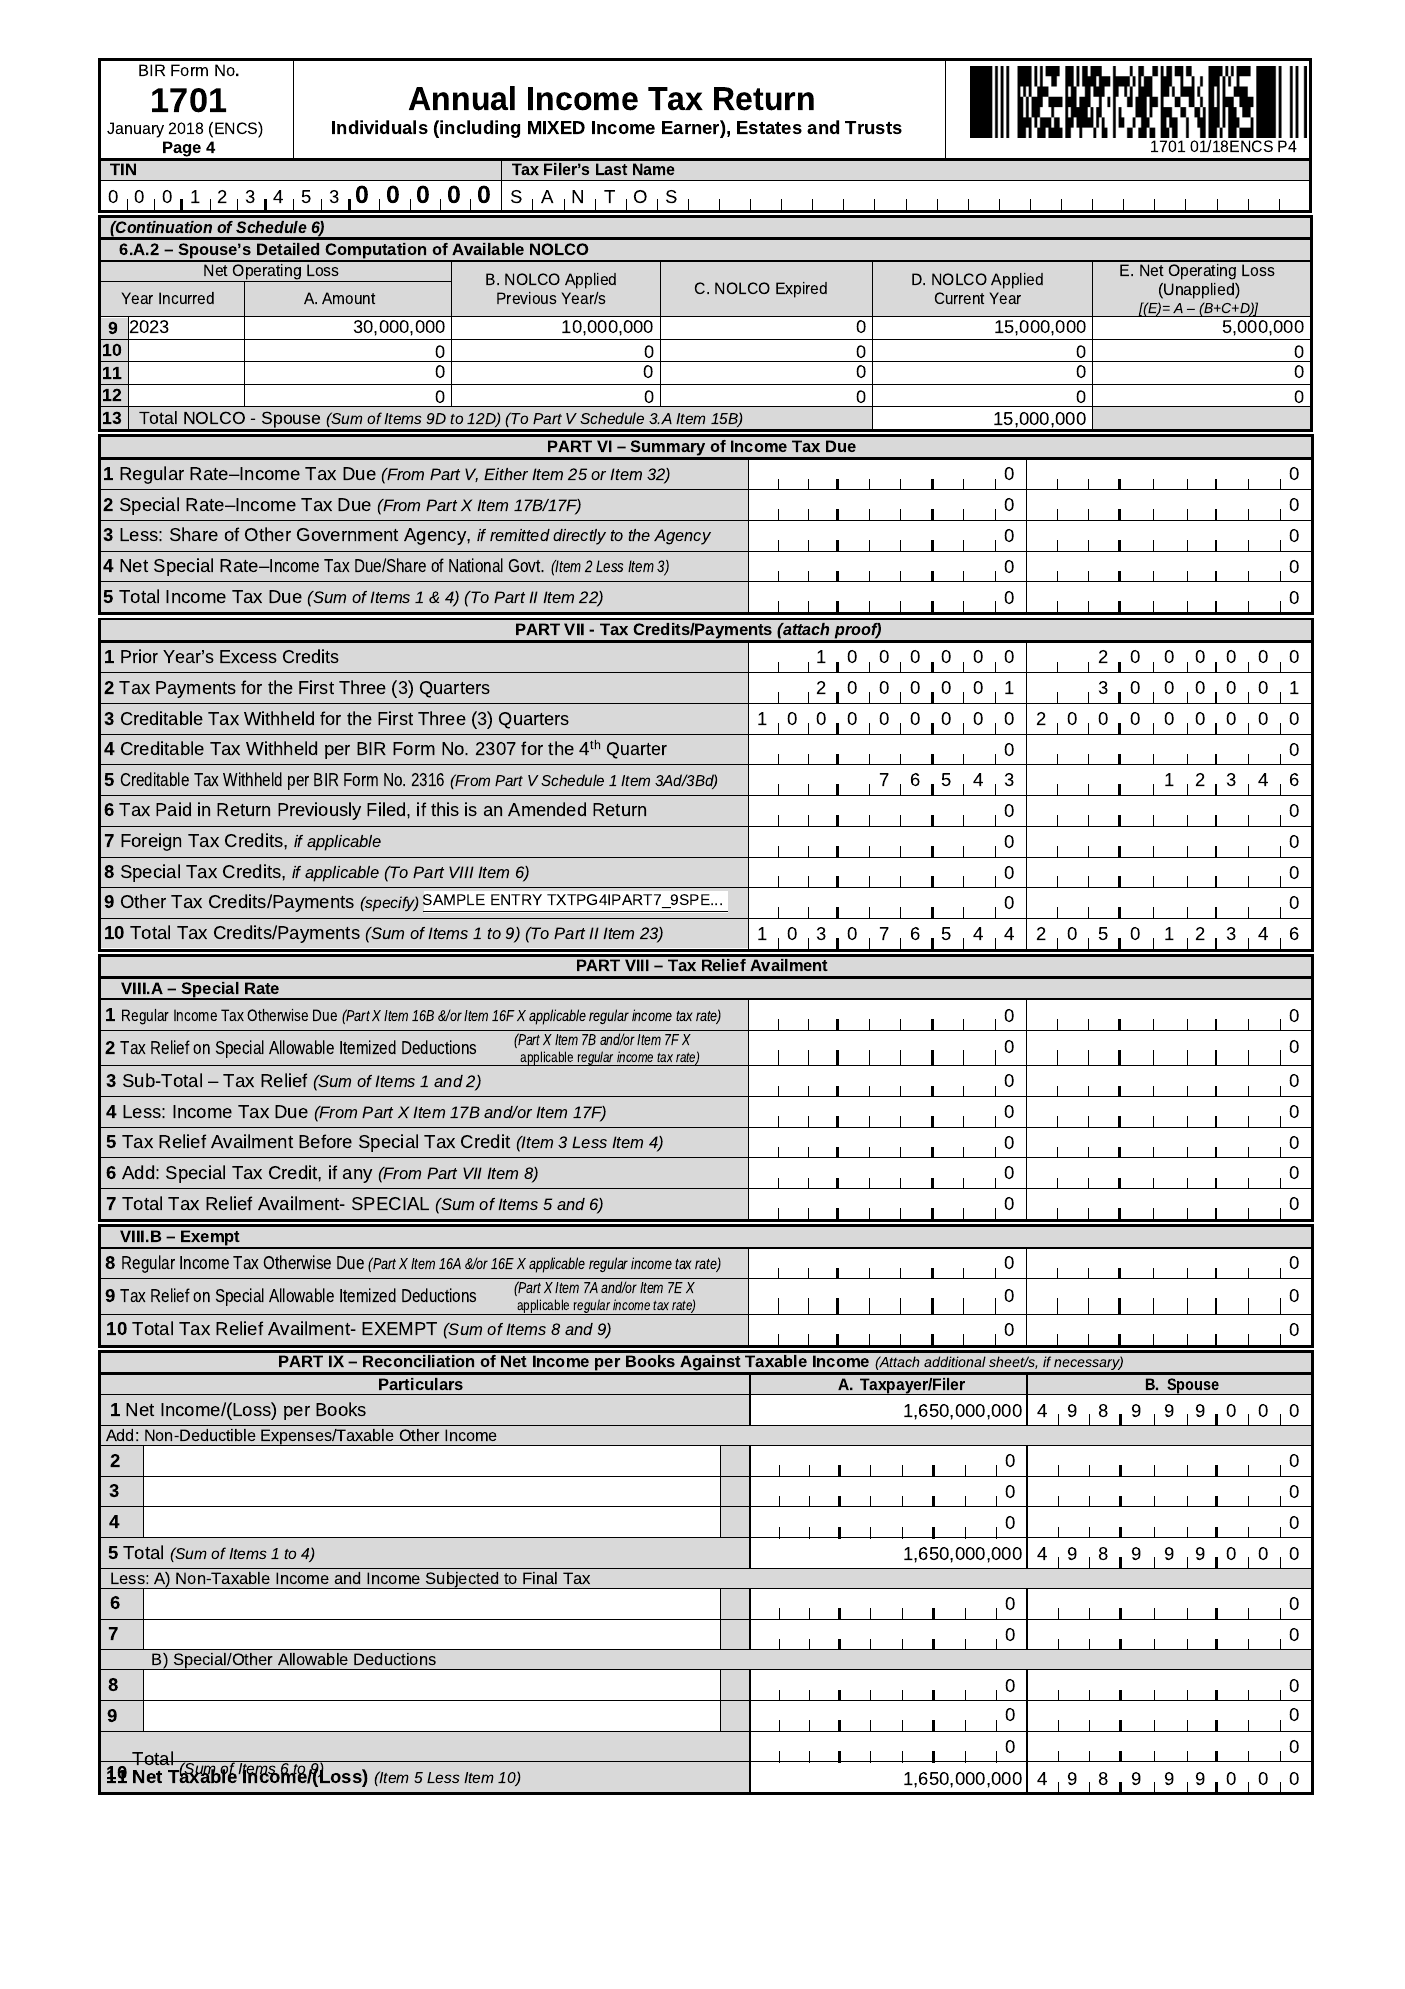 BIR Form No.
1701
January 2018 (ENCS)
Page 4
Annual Income Tax Return
Individuals (including MIXED Income Earner), Estates and Trusts
1701 01/18ENCS P4
TIN Tax Filer’s Last Name
0 0 0 1 2 3 4 5 3 0 0 0 0 0 S A N T O S
(Continuation of Schedule 6)
6.A.2 – Spouse’s Detailed Computation of Available NOLCO
Net Operating Loss
Year Incurred A. Amount
B. NOLCO Applied
Previous Year/s
C. NOLCO Expired
D. NOLCO Applied
Current Year
E. Net Operating Loss
(Unapplied)
[(E)= A – (B+C+D)]
9 2023 30,000,000 10,000,000 0 15,000,000 5,000,000
10 0 0 0 0 0
11 0 0 0 0 0
12 0 0 0 0 0
13 Total NOLCO - Spouse (Sum of Items 9D to 12D) (To Part V Schedule 3.A Item 15B) 15,000,000
PART VI – Summary of Income Tax Due
1 Regular Rate–Income Tax Due (From Part V, Either Item 25 or Item 32) 0 0
2 Special Rate–Income Tax Due (From Part X Item 17B/17F) 0 0
3 Less: Share of Other Government Agency, if remitted directly to the Agency 0 0
4 Net Special Rate–Income Tax Due/Share of National Govt. (Item 2 Less Item 3) 0 0
5 Total Income Tax Due (Sum of Items 1 & 4) (To Part II Item 22) 0 0
PART VII - Tax Credits/Payments (attach proof)
1 Prior Year’s Excess Credits 1 0 0 0 0 0 0 2 0 0 0 0 0 0
2 Tax Payments for the First Three (3) Quarters 2 0 0 0 0 0 1 3 0 0 0 0 0 1
3 Creditable Tax Withheld for the First Three (3) Quarters 1 0 0 0 0 0 0 0 0 2 0 0 0 0 0 0 0 0
4 Creditable Tax Withheld per BIR Form No. 2307 for the 4th Quarter 0 0
5 Creditable Tax Withheld per BIR Form No. 2316 (From Part V Schedule 1 Item 3Ad/3Bd) 7 6 5 4 3 1 2 3 4 6
6 Tax Paid in Return Previously Filed, if this is an Amended Return 0 0
7 Foreign Tax Credits, if applicable 0 0
8 Special Tax Credits, if applicable (To Part VIII Item 6) 0 0
9 Other Tax Credits/Payments (specify) SAMPLE ENTRY TXTPG4IPART7_9SPE... 0 0
10 Total Tax Credits/Payments (Sum of Items 1 to 9) (To Part II Item 23) 1 0 3 0 7 6 5 4 4 2 0 5 0 1 2 3 4 6
PART VIII – Tax Relief Availment
VIII.A – Special Rate
1 Regular Income Tax Otherwise Due (Part X Item 16B &/or Item 16F X applicable regular income tax rate) 0 0
2 Tax Relief on Special Allowable Itemized Deductions (Part X Item 7B and/or Item 7F X 0 0
applicable regular income tax rate)
3 Sub-Total – Tax Relief (Sum of Items 1 and 2) 0 0
4 Less: Income Tax Due (From Part X Item 17B and/or Item 17F) 0 0
5 Tax Relief Availment Before Special Tax Credit (Item 3 Less Item 4) 0 0
6 Add: Special Tax Credit, if any (From Part VII Item 8) 0 0
7 Total Tax Relief Availment- SPECIAL (Sum of Items 5 and 6) 0 0
VIII.B – Exempt
8 Regular Income Tax Otherwise Due (Part X Item 16A &/or 16E X applicable regular income tax rate) 0 0
9 Tax Relief on Special Allowable Itemized Deductions (Part X Item 7A and/or Item 7E X 0 0
applicable regular income tax rate)
10 Total Tax Relief Availment- EXEMPT (Sum of Items 8 and 9) 0 0
PART IX – Reconciliation of Net Income per Books Against Taxable Income (Attach additional sheet/s, if necessary)
Particulars A. Taxpayer/Filer B. Spouse
1 Net Income/(Loss) per Books 1,650,000,000 4 9 8 9 9 9 0 0 0
Add: Non-Deductible Expenses/Taxable Other Income
2 0 0
3 0 0
4 0 0
5 Total (Sum of Items 1 to 4) 1,650,000,000 4 9 8 9 9 9 0 0 0
Less: A) Non-Taxable Income and Income Subjected to Final Tax
6 0 0
7 0 0
B) Special/Other Allowable Deductions
8 0 0
9 0 0
10 Total (Sum of Items 6 to 9) 0 0
11 Net Taxable Income/(Loss) (Item 5 Less Item 10) 1,650,000,000 4 9 8 9 9 9 0 0 0